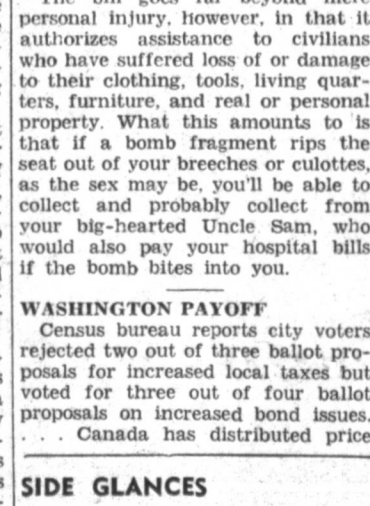 The bill goes far beyond mere
personal injury, however, in that it
authorizes assistance to civilians
who have suffered loss of or damage
to their clothing, tools, living quar-
ters, furniture, and real or personal
property. What this amounts to is
that if a bomb fragment rips the
seat out of your breeches or culottes,
as the sex may be, you'll be able to
collect and probably collect from
your big-hearted Uncle Sam, who
would also pay your hospital bills
if the bomb bites into you.
WASHINGTON PAYOFF
Census bureau reports city voters
rejected two out of three ballot pro-
posals for increased local taxes but
voted for three out of four ballot
proposals on increased bond issues.
. . . Canada has distributed price
SIDE GLANCES